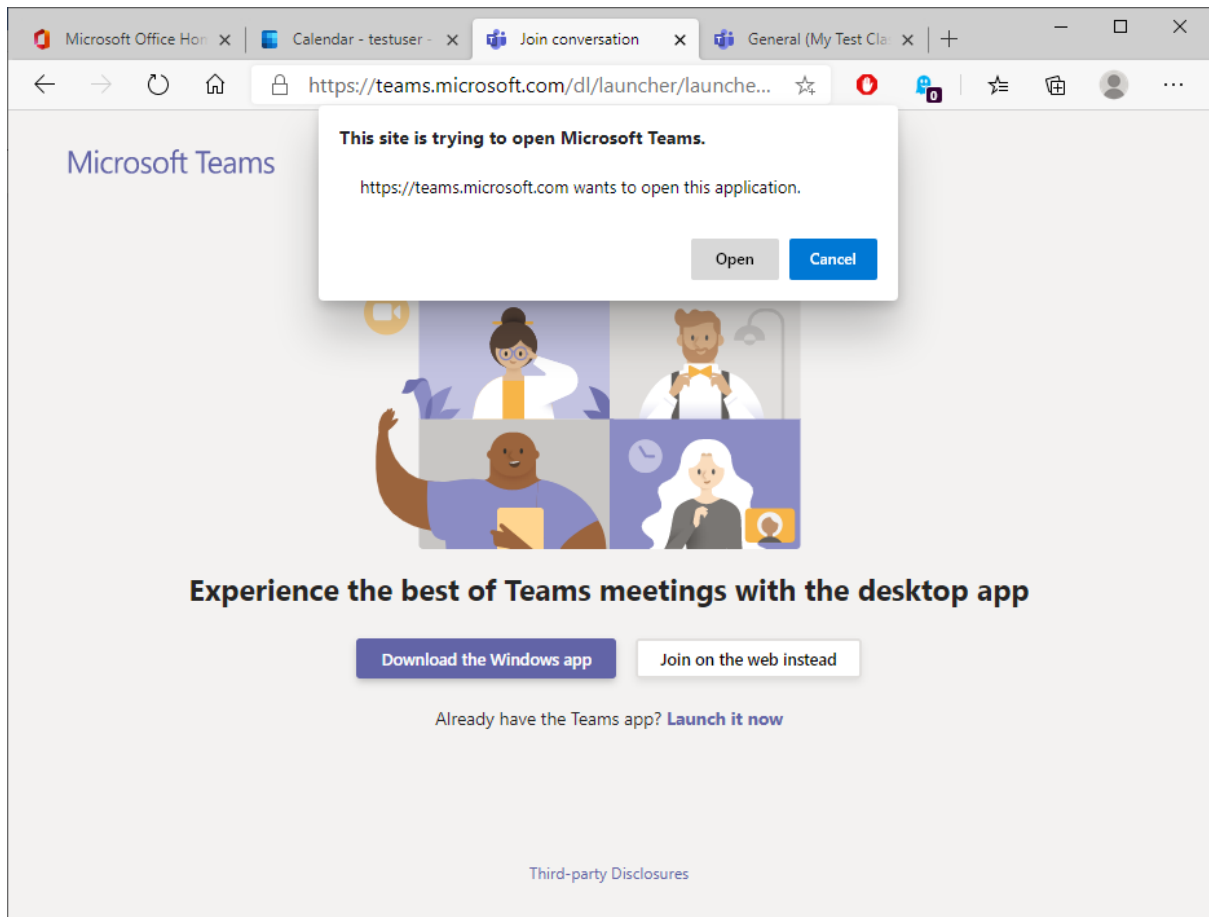 Microsoft Office Hom
Calendar - testuser -
Join conversation
General (My Test Cla
https://teams.microsoft.com/dl/launcher/launche...
0
Microsoft Teams
This site is trying to open Microsoft Teams.
https://teams.microsoft.com wants to open this application.
Open
Cancel
Experience the best of Teams meetings with the desktop app
Download the Windows app
Join on the web instead
Already have the Teams app? Launch it now
Third-party Disclosures